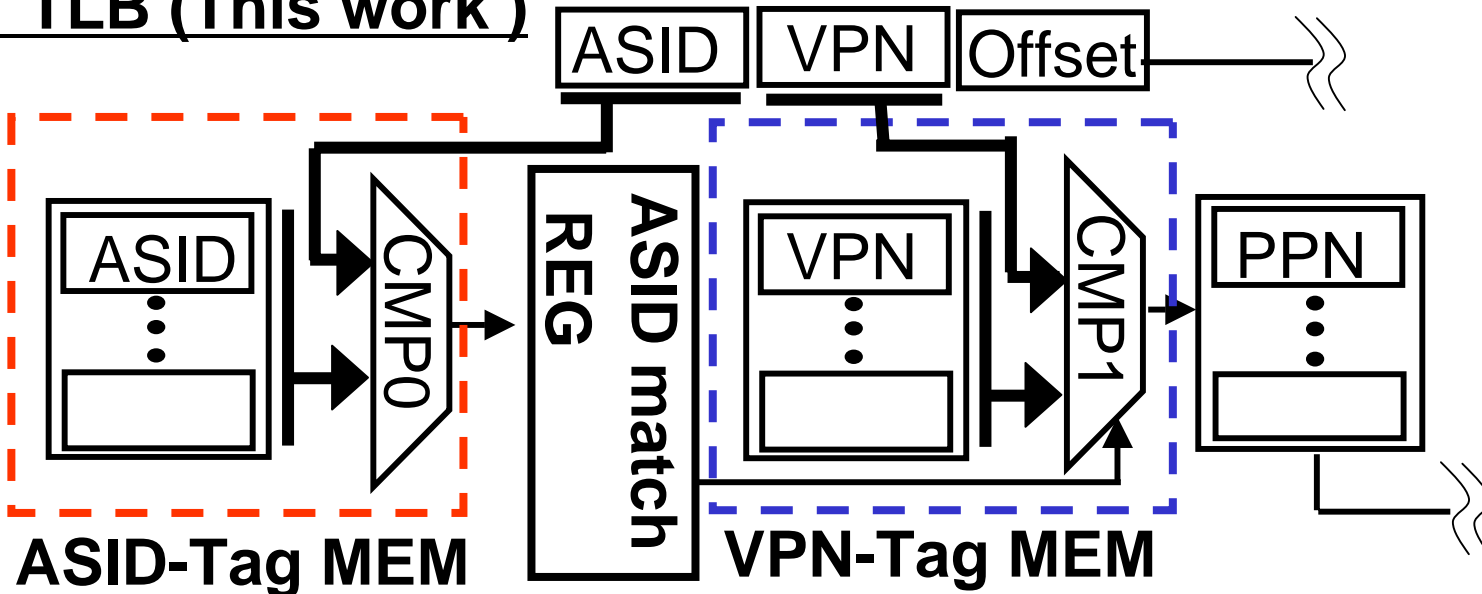 TLB (This work )
ASID VPN Offset
ASID
CMP0
ASID match
REG
VPN
CMP1
PPN
ASID-Tag MEM
VPN-Tag MEM